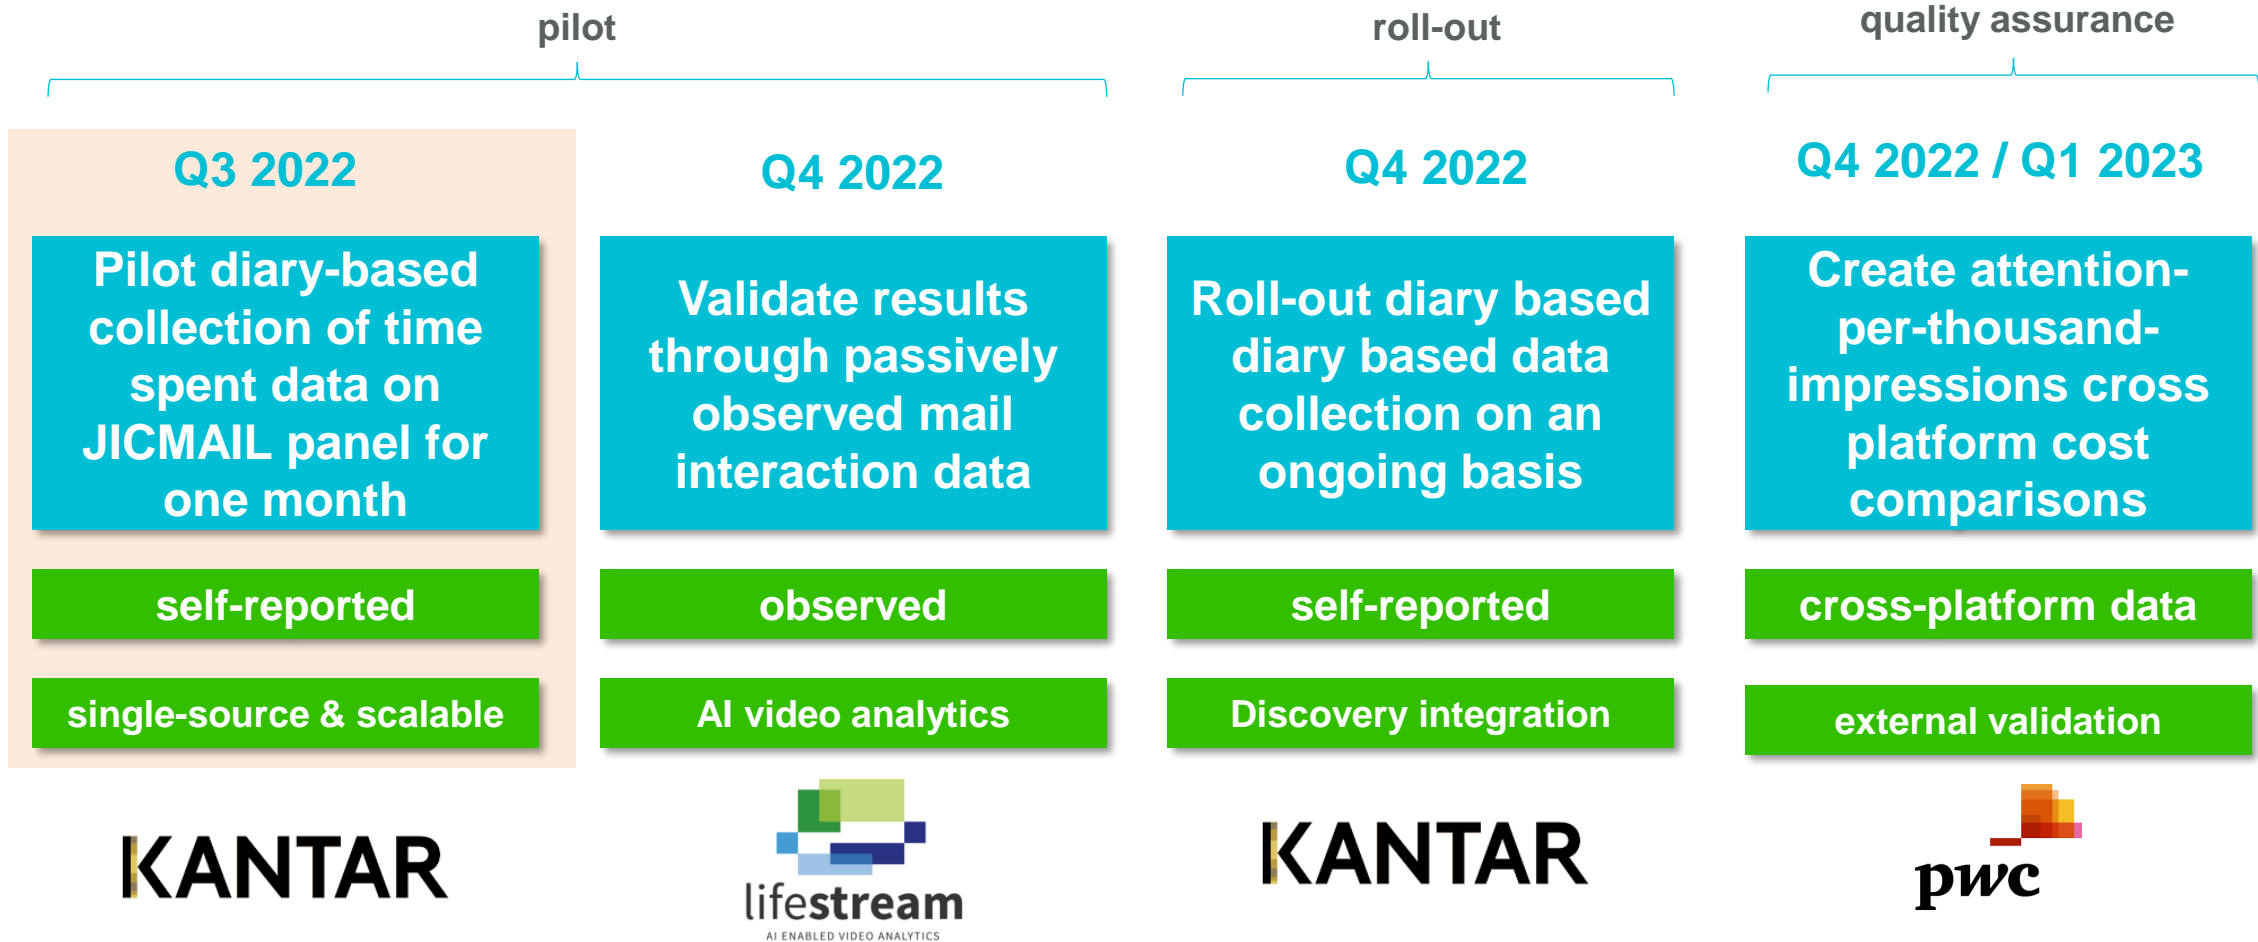 pilot
roll-out
quality assurance
Q3 2022
Pilot diary-based
collection of time
spent data on
JICMAIL panel for
one month
self-reported
single-source & scalable
KANTAR
Q4 2022
Validate results
through passively
observed mail
interaction data
observed
AI video analytics
lifestream
AI ENABLED VIDEO ANALYTICS
Q4 2022
Roll-out diary based
diary based data
collection on an
ongoing basis
self-reported
Discovery integration
KANTAR
Q4 2022 / Q1 2023
Create attention-
per-thousand-
impressions cross
platform cost
comparisons
cross-platform data
external validation
pwc